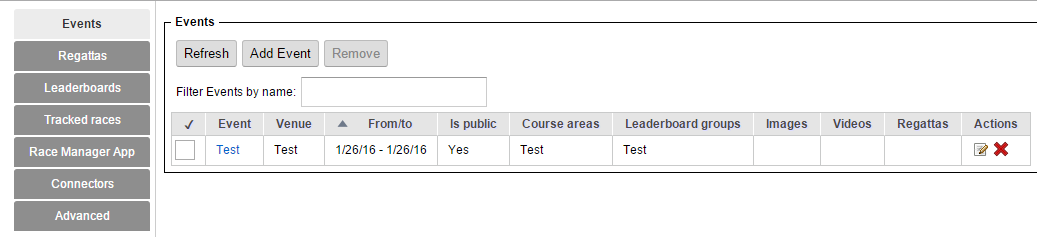 Events
Regattas
Leaderboards
Tracked races
Race Manager App
Connectors
Advanced
Events
Refresh Add Event Remove
Filter Events by name:
Event Venue From/to Is public Course areas Leaderboard groups Images Videos Regattas Actions
Test Test 1/26/16 - 1/26/16 Yes Test Test